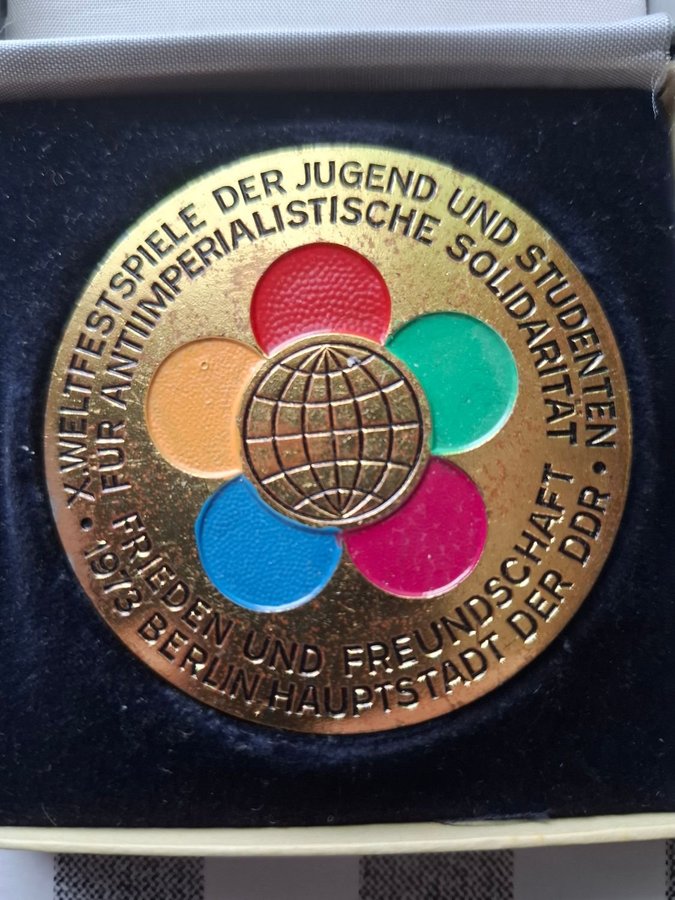 X. WELTFESTSPIELE DER JUGEND UND STUDENTEN
FÜR ANTIIMPERIALISTISCHE SOLIDARITÄT
FRIEDEN UND FREUNDSCHAFT
• 1973 BERLIN HAUPTSTADT DER DDR •